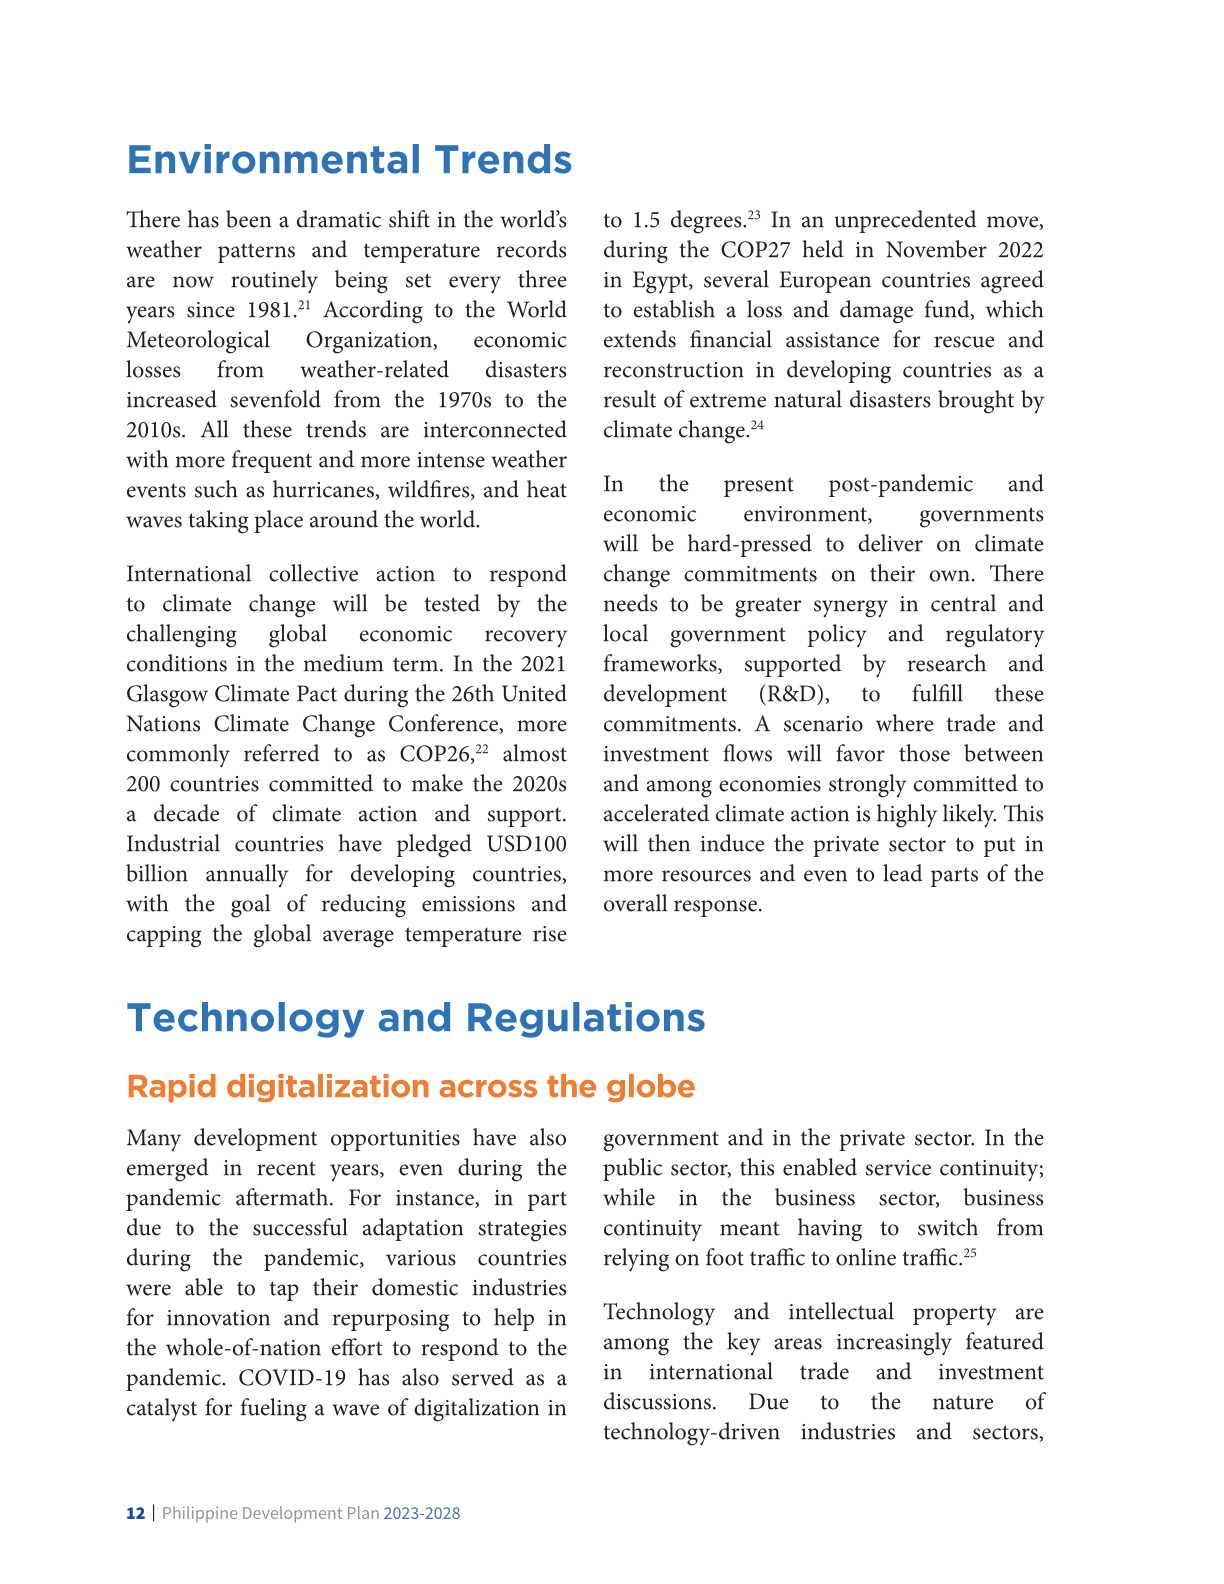 Environmental Trends
There has been a dramatic shift in the world’s
weather patterns and temperature records
are now routinely being set every three
years since 1981.21 According to the World
Meteorological Organization, economic
losses from weather-related disasters
increased sevenfold from the 1970s to the
2010s. All these trends are interconnected
with more frequent and more intense weather
events such as hurricanes, wildfires, and heat
waves taking place around the world.
International collective action to respond
to climate change will be tested by the
challenging global economic recovery
conditions in the medium term. In the 2021
Glasgow Climate Pact during the 26th United
Nations Climate Change Conference, more
commonly referred to as COP26,22 almost
200 countries committed to make the 2020s
a decade of climate action and support.
Industrial countries have pledged USD100
billion annually for developing countries,
with the goal of reducing emissions and
capping the global average temperature rise
to 1.5 degrees.23 In an unprecedented move,
during the COP27 held in November 2022
in Egypt, several European countries agreed
to establish a loss and damage fund, which
extends financial assistance for rescue and
reconstruction in developing countries as a
result of extreme natural disasters brought by
climate change.24
In the present post-pandemic and
economic environment, governments
will be hard-pressed to deliver on climate
change commitments on their own. There
needs to be greater synergy in central and
local government policy and regulatory
frameworks, supported by research and
development (R&D), to fulfill these
commitments. A scenario where trade and
investment flows will favor those between
and among economies strongly committed to
accelerated climate action is highly likely. This
will then induce the private sector to put in
more resources and even to lead parts of the
overall response.
Technology and Regulations
Rapid digitalization across the globe
Many development opportunities have also
emerged in recent years, even during the
pandemic aftermath. For instance, in part
due to the successful adaptation strategies
during the pandemic, various countries
were able to tap their domestic industries
for innovation and repurposing to help in
the whole-of-nation effort to respond to the
pandemic. COVID-19 has also served as a
catalyst for fueling a wave of digitalization in
government and in the private sector. In the
public sector, this enabled service continuity;
while in the business sector, business
continuity meant having to switch from
relying on foot traffic to online traffic.25
Technology and intellectual property are
among the key areas increasingly featured
in international trade and investment
discussions. Due to the nature of
technology-driven industries and sectors,
12 | Philippine Development Plan 2023-2028